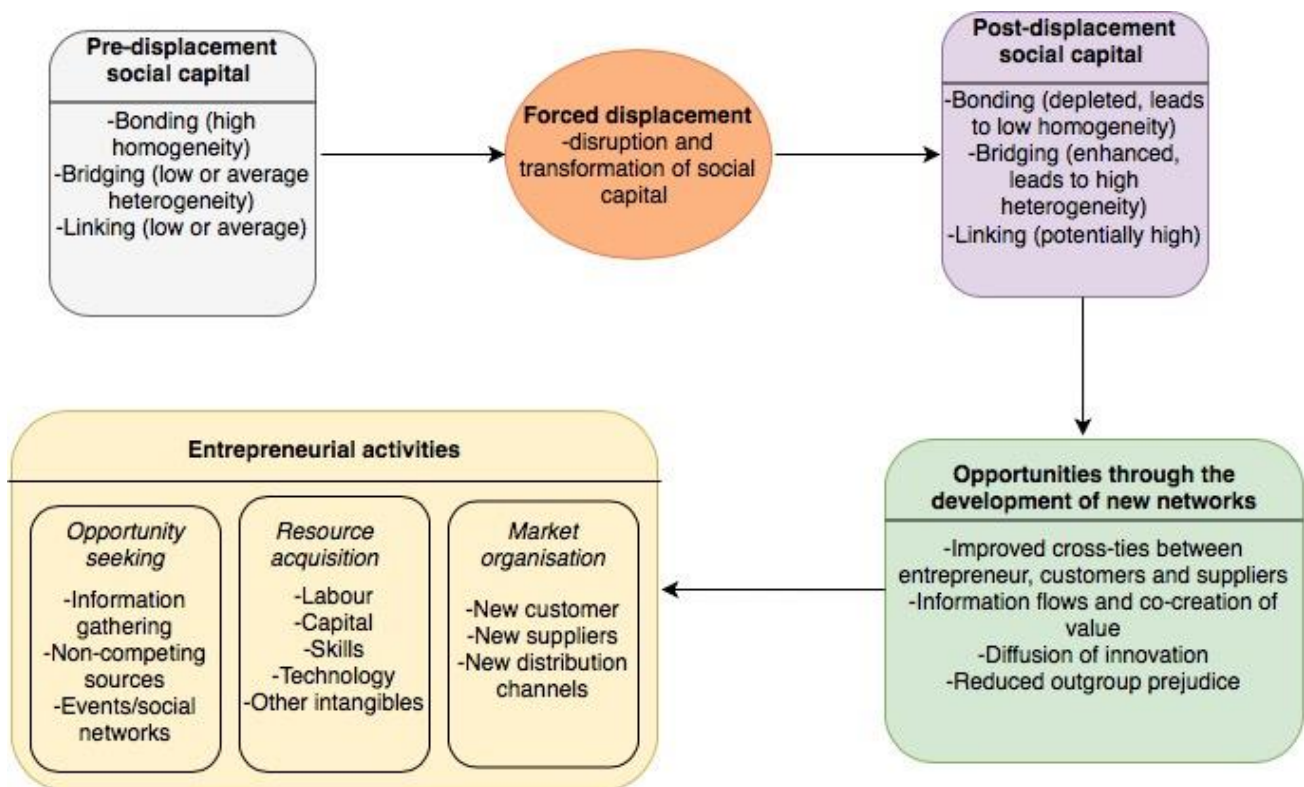 Pre-displacement
social capital
-Bonding (high
homogeneity)
-Bridging (low or average
heterogeneity)
-Linking (low or average)
Forced displacement
-disruption and
transformation of social
capital
Post-displacement
social capital
-Bonding (depleted, leads
to low homogeneity)
-Bridging (enhanced,
leads to high
heterogeneity)
-Linking (potentially high)
Opportunities through the
development of new networks
-Improved cross-ties between
entrepreneur, customers and suppliers
-Information flows and co-creation of
value
-Diffusion of innovation
-Reduced outgroup prejudice
Entrepreneurial activities
Opportunity
seeking
-Information
gathering
-Non-competing
sources
-Events/social
networks
Resource
acquisition
-Labour
-Capital
-Skills
-Technology
-Other intangibles
Market
organisation
-New customer
-New suppliers
-New distribution
channels